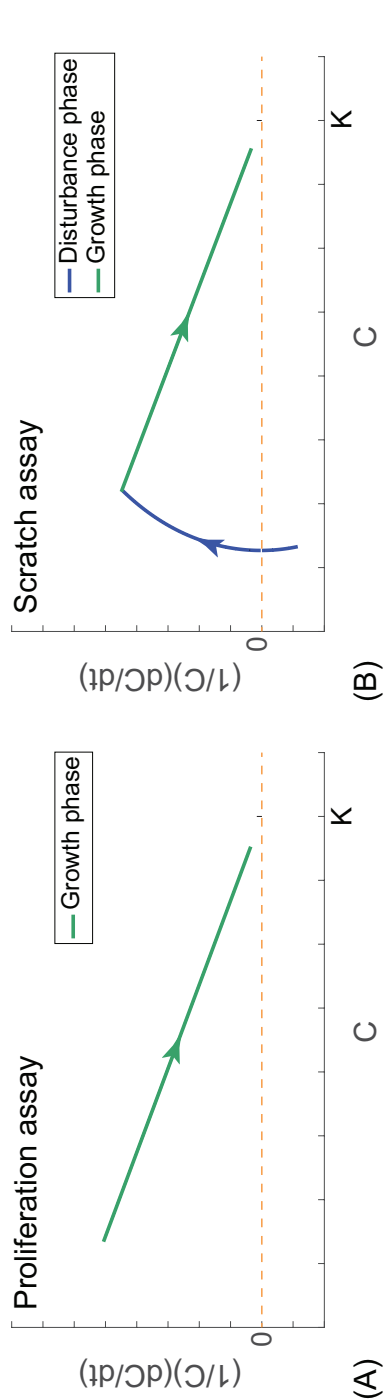 Proliferation assay
Growth phase
(1/C)(dC/dt)
0
K
C
(A)
Scratch assay
Disturbance phase
Growth phase
(1/C)(dC/dt)
0
K
C
(B)